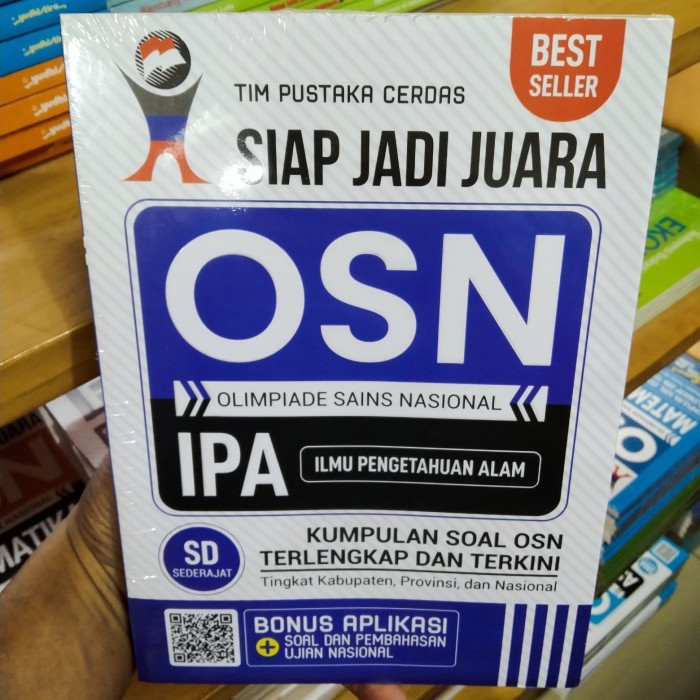 BEST
SELLER
TIM PUSTAKA CERDAS
SIAP JADI JUARA
OSN
OLIMPIADE SAINS NASIONAL
IPA
ILMU PENGETAHUAN ALAM
SD
SEDERAJAT
KUMPULAN SOAL OSN
TERLENGKAP DAN TERKINI
Tingkat Kabupaten, Provinsi, dan Nasional
BONUS APLIKASI
+ SOAL DAN PEMBAHASAN
UJIAN NASIONAL